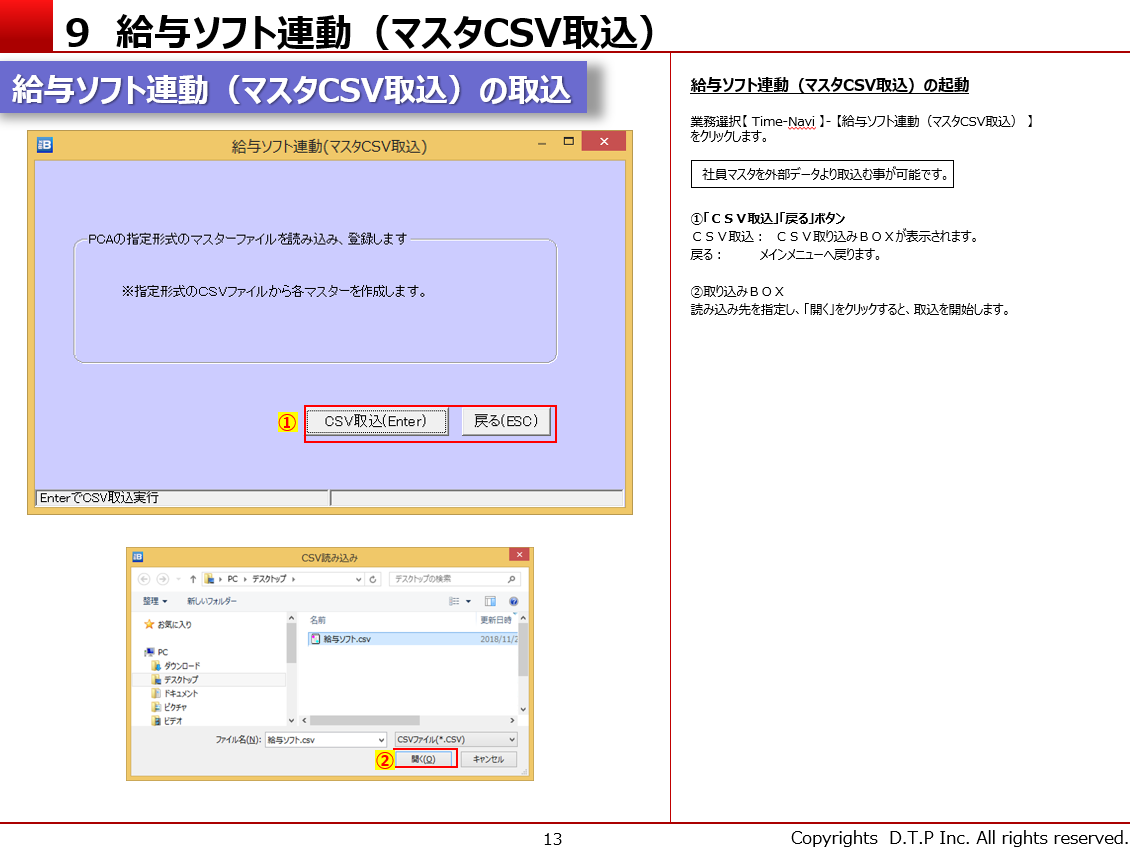 9 給与ソフト連動（マスタCSV取込）
給与ソフト連動（マスタCSV取込）の取込
給与ソフト連動(マスタCSV取込)
PCAの指定形式のマスターファイルを読み込み、登録します
※指定形式のCSVファイルから各マスターを作成します。
① CSV取込(Enter) 戻る(ESC)
EnterでCSV取込実行
CSV読み込み
PC デスクトップ デスクトップの検索
整理 新しいフォルダー
名前 更新日時
お気に入り
給与ソフト.csv 2018/11/2
PC
ダウンロード
デスクトップ
ドキュメント
ピクチャ
ビデオ
ファイル名(N): 給与ソフト.csv CSVファイル(*.CSV)
② 開く(O) キャンセル
給与ソフト連動（マスタCSV取込）の起動
業務選択【 Time-Navi 】-【給与ソフト連動（マスタCSV取込） 】
をクリックします。
社員マスタを外部データより取込む事が可能です。
①「ＣＳＶ取込」「戻る」ボタン
ＣＳＶ取込： ＣＳＶ取り込みＢＯＸが表示されます。
戻る： メインメニューへ戻ります。
②取り込みＢＯＸ
読み込み先を指定し、「開く」をクリックすると、取込を開始します。
13
Copyrights D.T.P Inc. All rights reserved.